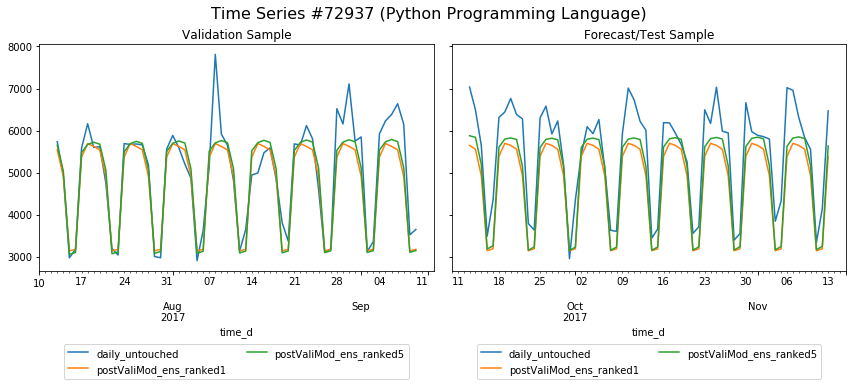 Time Series #72937 (Python Programming Language)
Validation Sample
Forecast/Test Sample
8000
7000
6000
5000
4000
3000
10 17 24 31 07 14 21 28 04 11
Aug
2017
Sep
time_d
11 18 25 02 09 16 23 30 06 13
Oct
2017
Nov
time_d
daily_untouched
postValiMod_ens_ranked1
postValiMod_ens_ranked5
daily_untouched
postValiMod_ens_ranked1
postValiMod_ens_ranked5